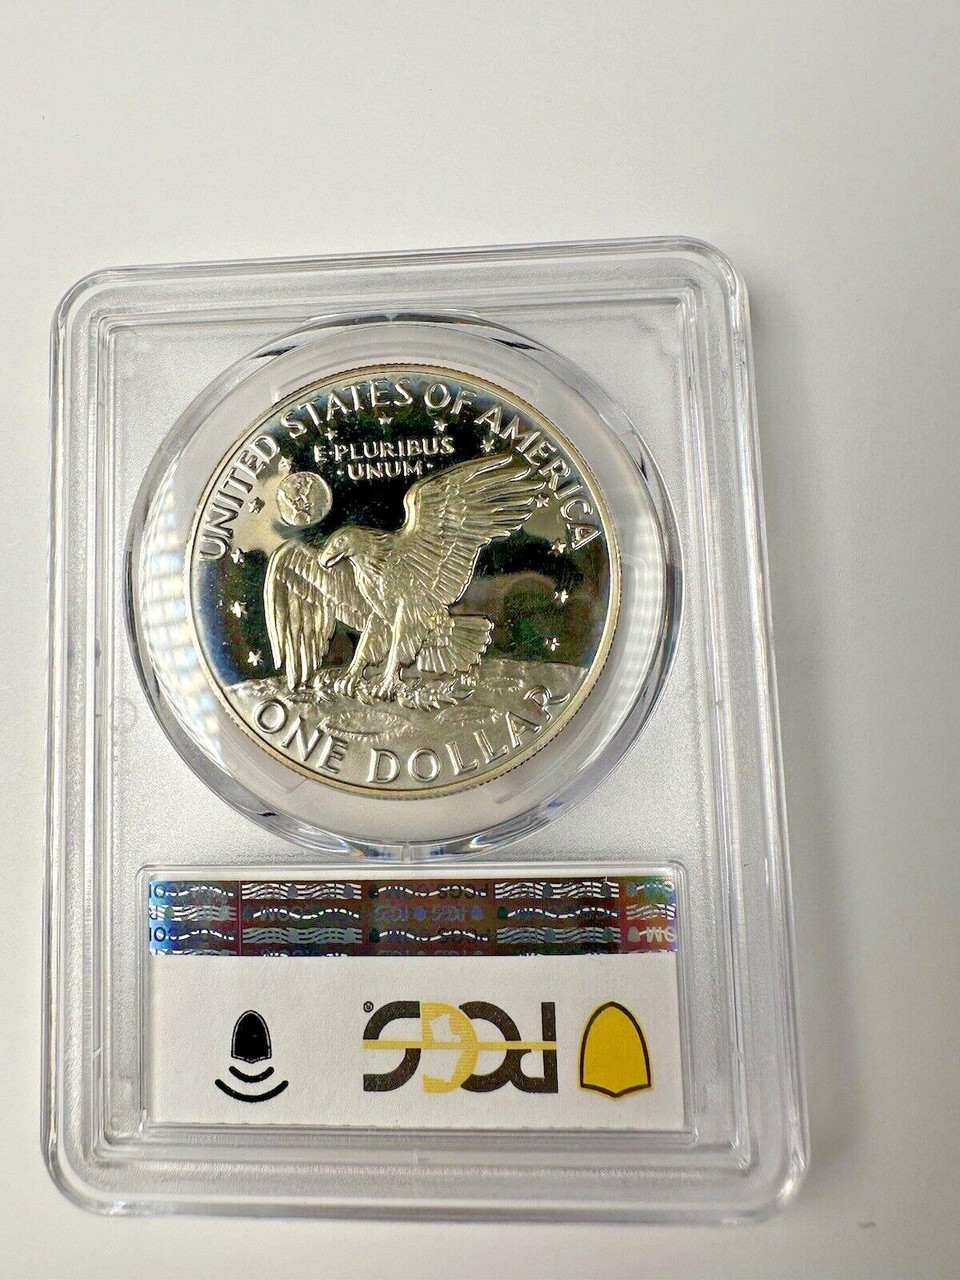 UNITED STATES OF AMERICA
E·PLURIBUS
·UNUM·
ONE DOLLAR
PCGS
®